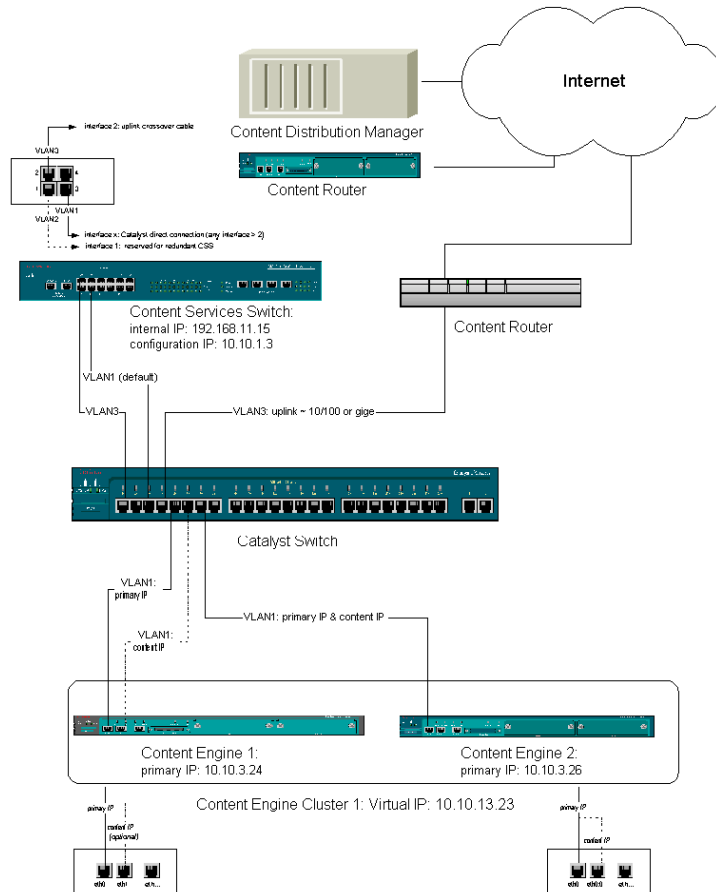 Internet
Content Distribution Manager
Content Router
interface 2: uplink crossover cable
VLAN3
2
4
1
3
VLAN1
VLAN2
interface x: Catalyst direct connection (any interface > 2)
interface 1: reserved for redundant CSS
Content Services Switch:
internal IP: 192.168.11.15
configuration IP: 10.10.1.3
Content Router
VLAN1 (default)
VLAN3
VLAN3: uplink ~ 10/100 or gige
Catalyst Switch
VLAN1:
primary IP
VLAN1: primary IP & content IP
VLAN1:
content IP
Content Engine 1:
primary IP: 10.10.3.24
Content Engine 2:
primary IP: 10.10.3.26
primary IP
Content Engine Cluster 1: Virtual IP: 10.10.13.23
primary IP
content IP
(optional)
content IP
eth0
eth1
eth...
eth0
eth0:0
eth...